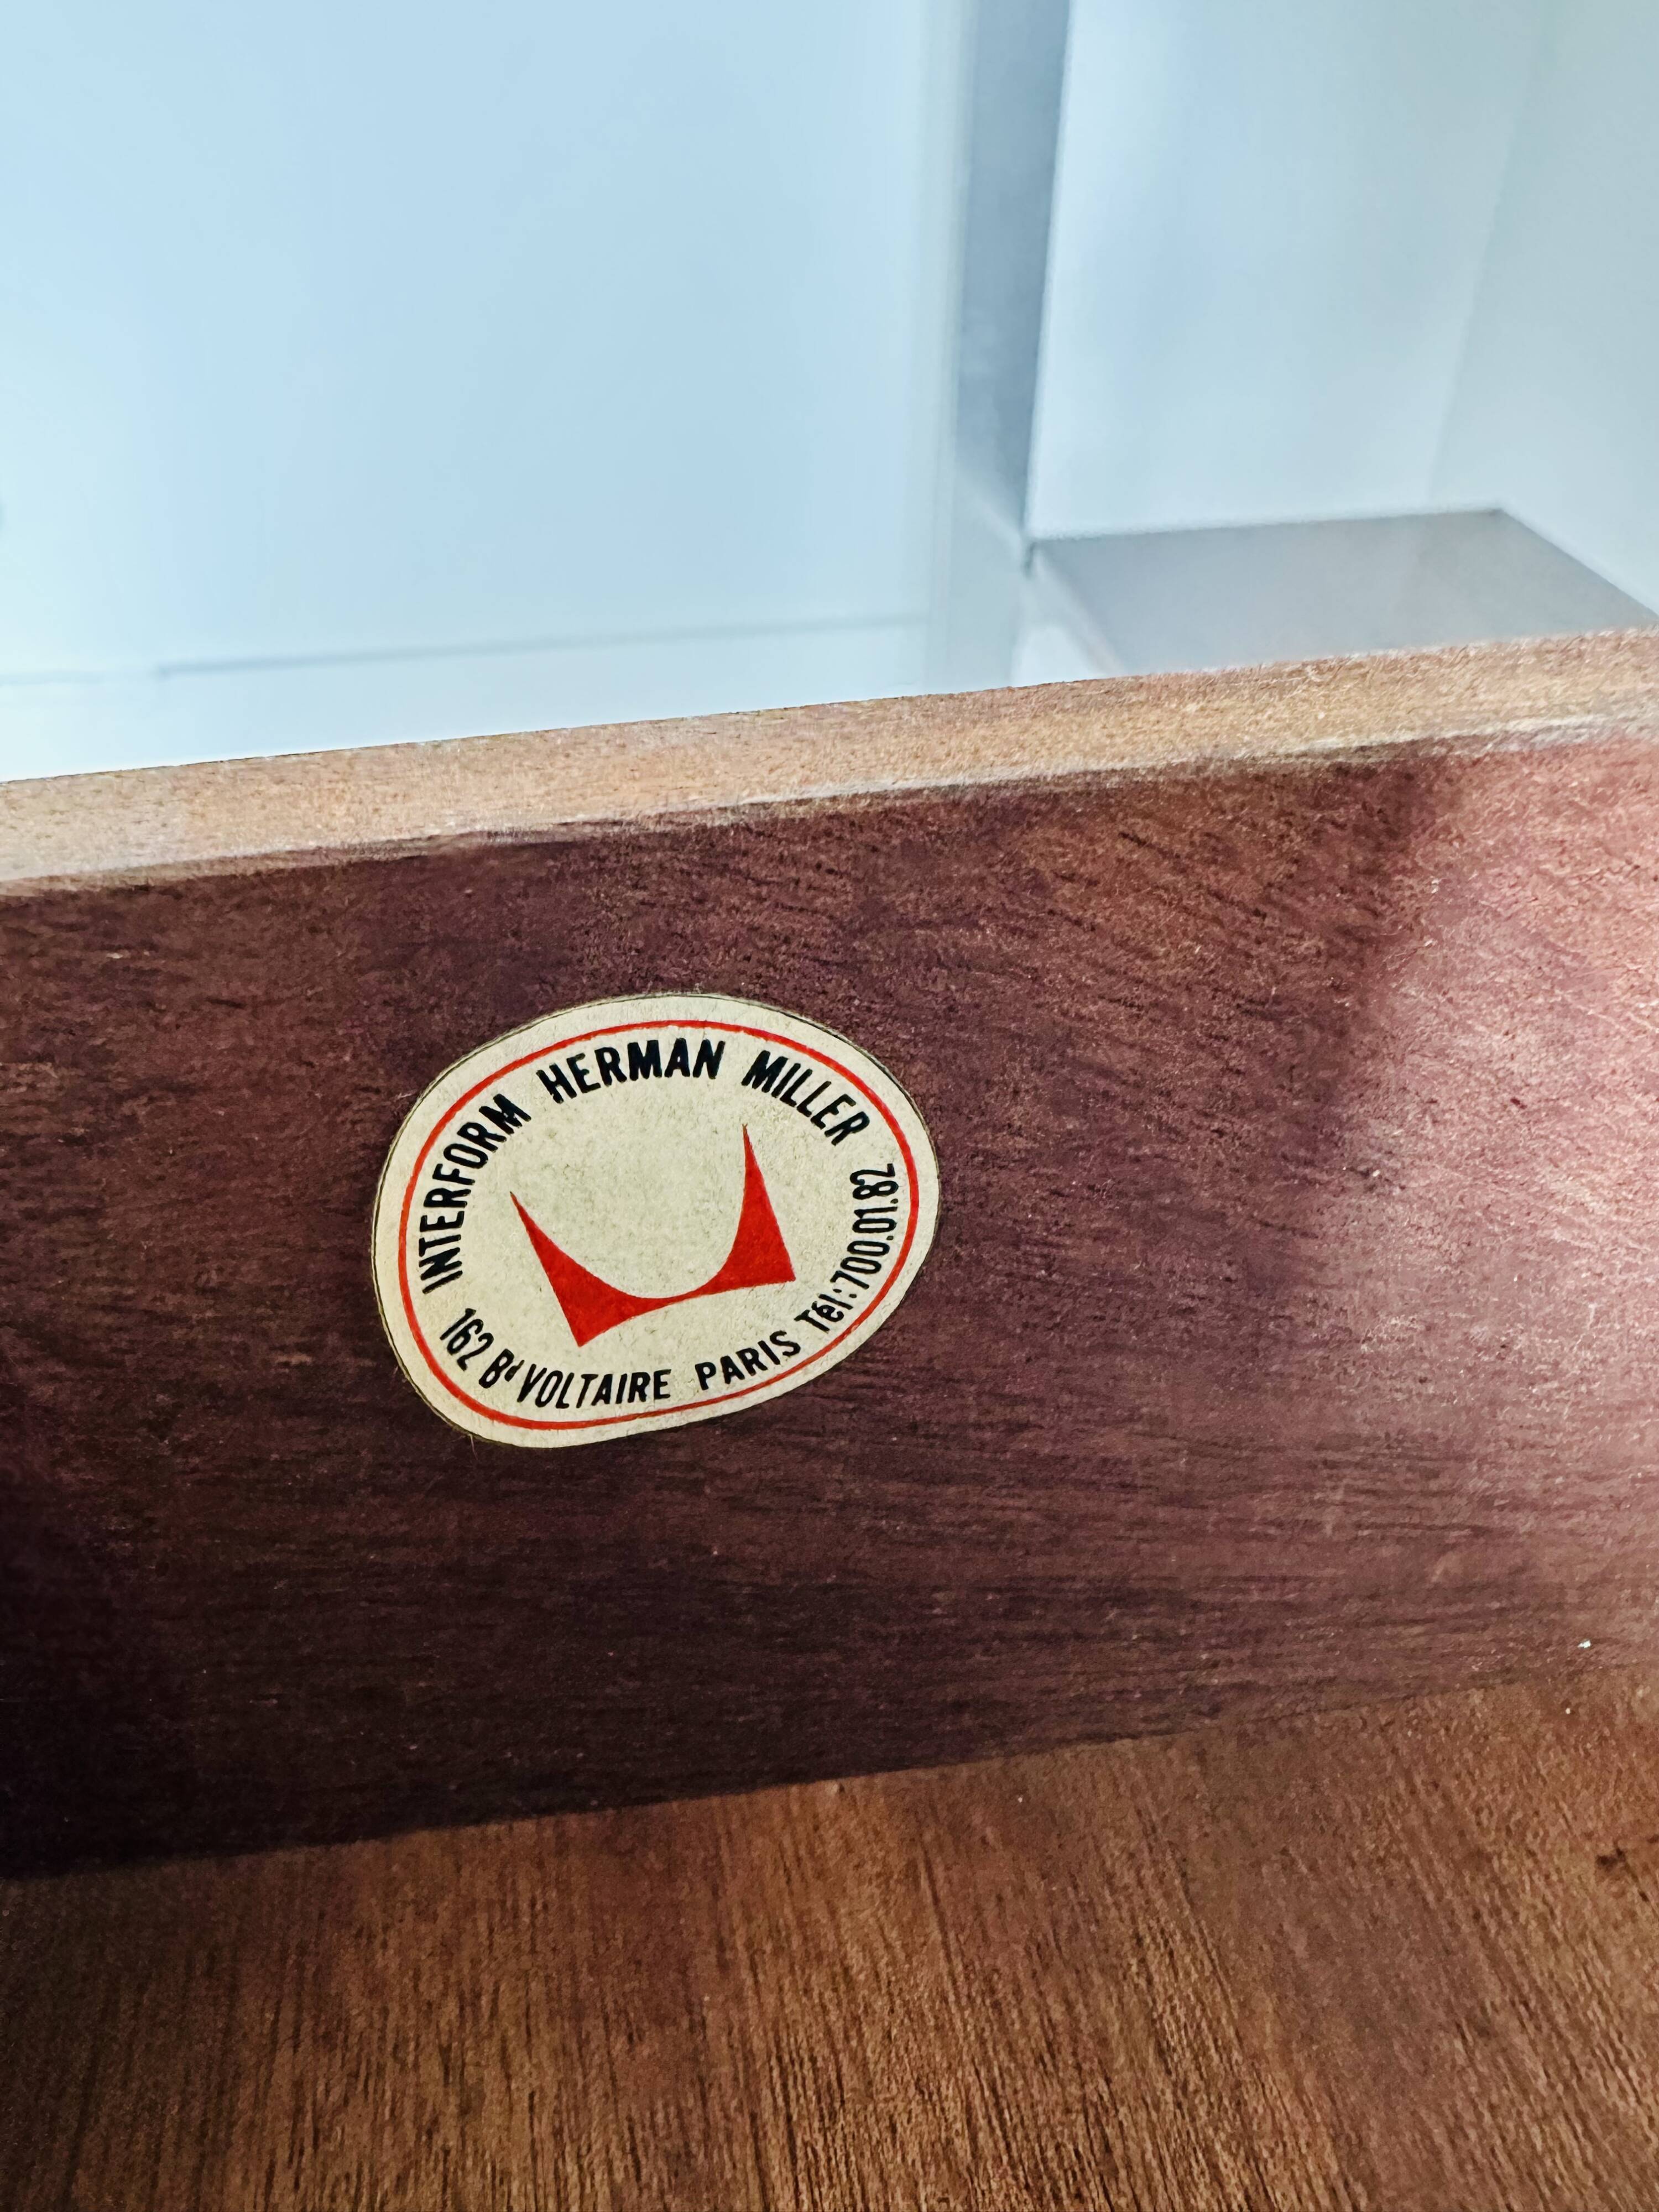 INTERFORM HERMAN MILLER
162 Bd VOLTAIRE PARIS Tél:700.01.82